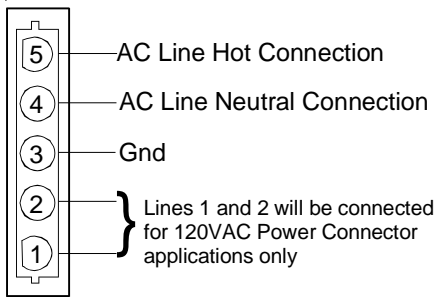 5 AC Line Hot Connection
4 AC Line Neutral Connection
3 Gnd
2
1
Lines 1 and 2 will be connected
for 120VAC Power Connector
applications only